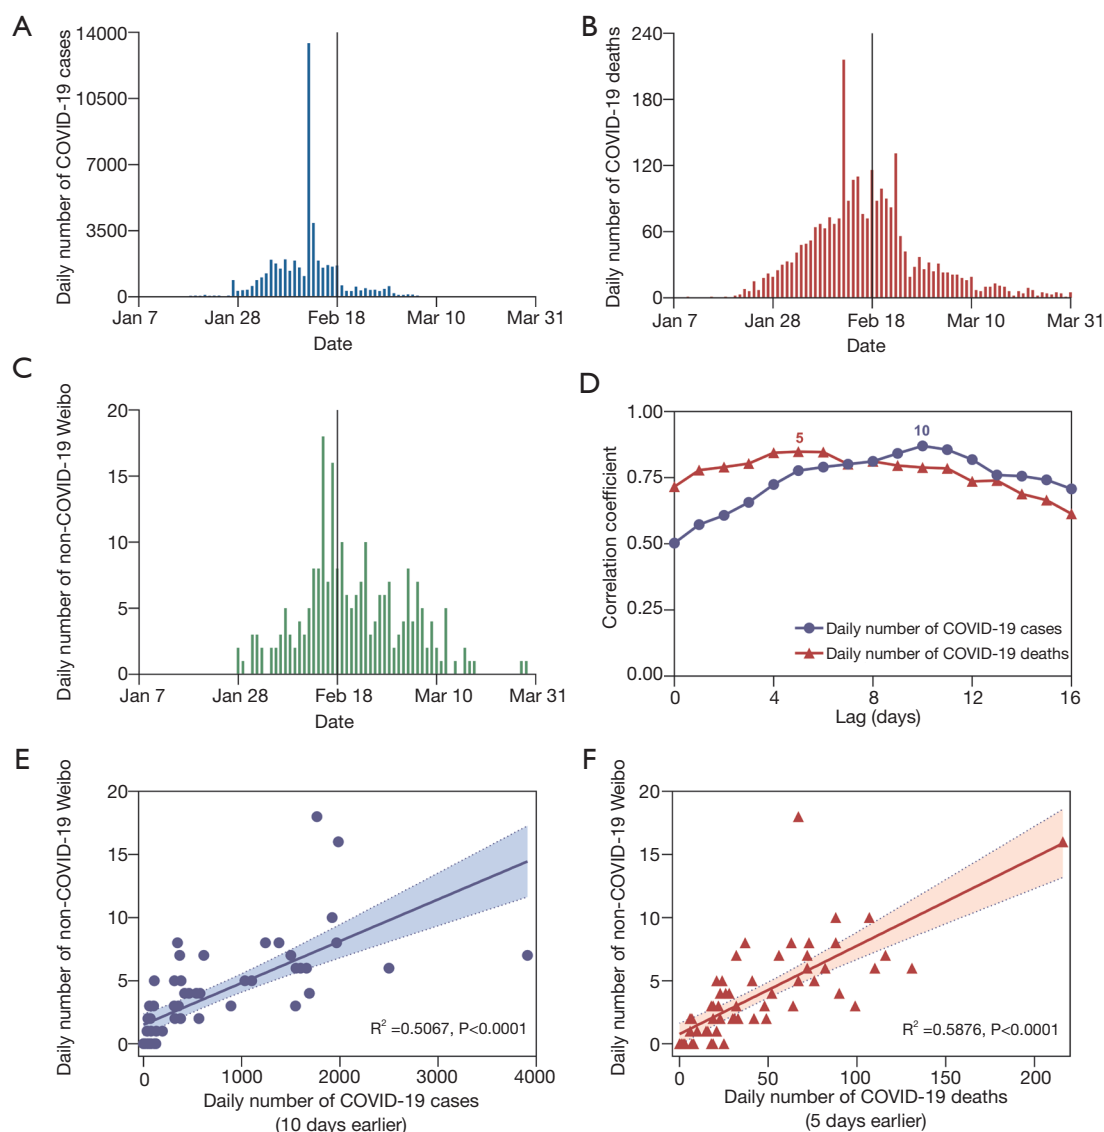 A
Daily number of COVID-19 cases
14000
10500
7000
3500
0
Jan 7
Jan 28
Feb 18
Mar 10
Mar 31
Date
B
Daily number of COVID-19 deaths
240
180
120
60
0
Jan 7
Jan 28
Feb 18
Mar 10
Mar 31
Date
C
Daily number of non-COVID-19 Weibo
20
15
10
5
0
Jan 7
Jan 28
Feb 18
Mar 10
Mar 31
Date
D
Correlation coefficient
1.00
0.75
0.50
0.25
0.00
5
10
Daily number of COVID-19 cases
Daily number of COVID-19 deaths
0
4
8
12
16
Lag (days)
E
Daily number of non-COVID-19 Weibo
20
15
10
5
0
R² =0.5067, P<0.0001
0
1000
2000
3000
4000
Daily number of COVID-19 cases
(10 days earlier)
F
Daily number of non-COVID-19 Weibo
20
15
10
5
0
R² =0.5876, P<0.0001
0
50
100
150
200
Daily number of COVID-19 deaths
(5 days earlier)